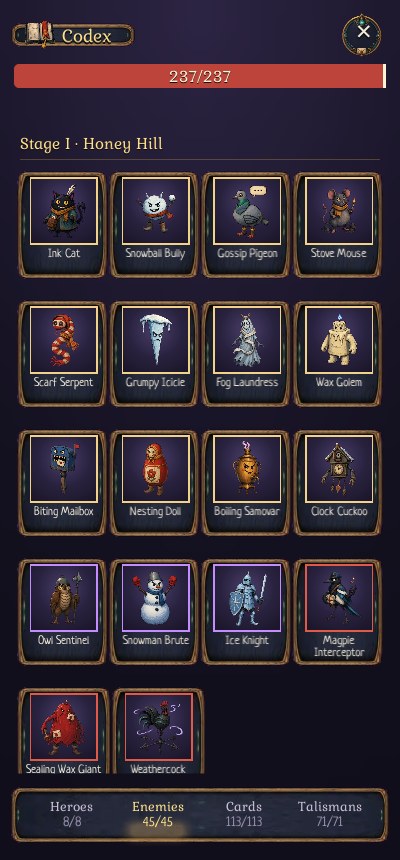 Codex
237/237
Stage I · Honey Hill
Ink Cat
Snowball Bully
Gossip Pigeon
Stove Mouse
Scarf Serpent
Grumpy Icicle
Fog Laundress
Wax Golem
Biting Mailbox
Nesting Doll
Boiling Samovar
Clock Cuckoo
Owl Sentinel
Snowman Brute
Ice Knight
Magpie
Interceptor
Sealing Wax Giant
Weathercock
Heroes
Enemies
Cards
Talismans
8/8
45/45
113/113
71/71